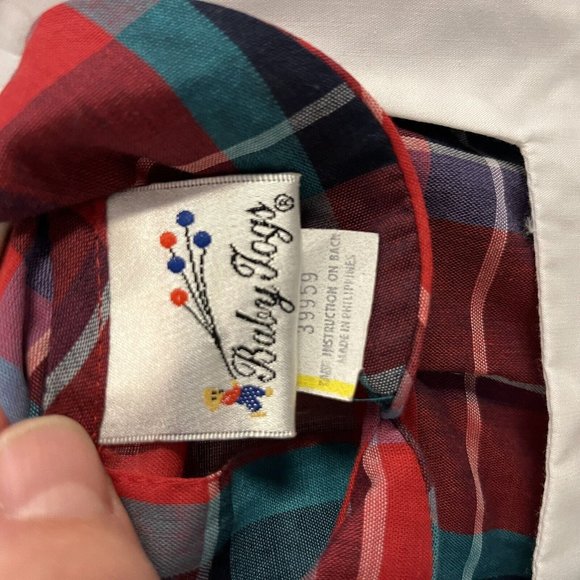 Baby Togs®
39959
CARE INSTRUCTION ON BACK
MADE IN PHILIPPINES